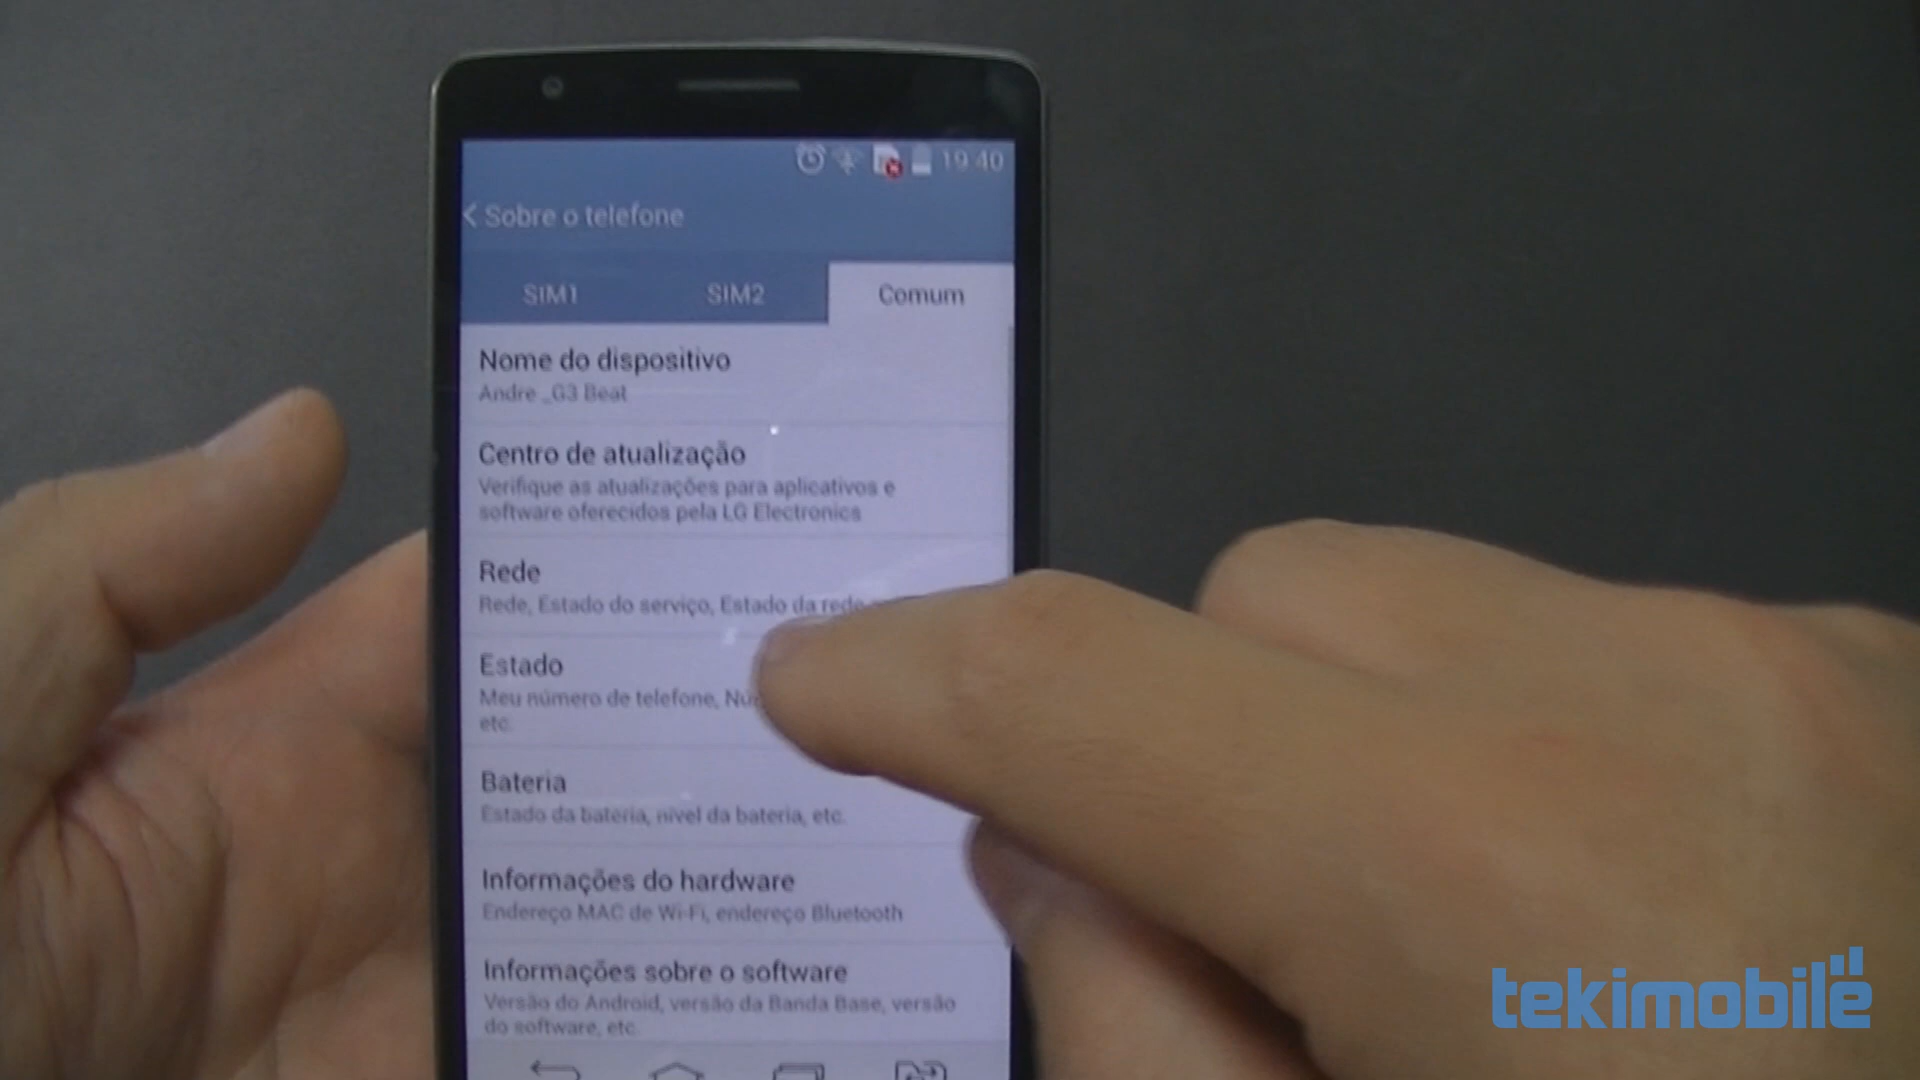 19:40
Sobre o telefone
SIM1 SIM2 Comum
Nome do dispositivo
Andre _G3 Beat
Centro de atualização
Verifique as atualizações para aplicativos e
software oferecidos pela LG Electronics
Rede
Rede, Estado do serviço, Estado da rede
Estado
Meu número de telefone,
etc.
Bateria
Estado da bateria, nível da bateria, etc.
Informações do hardware
Endereço MAC de Wi-Fi, endereço Bluetooth
Informações sobre o software
Versão do Android, versão da Banda Base, versão
do software, etc.
tekimobile